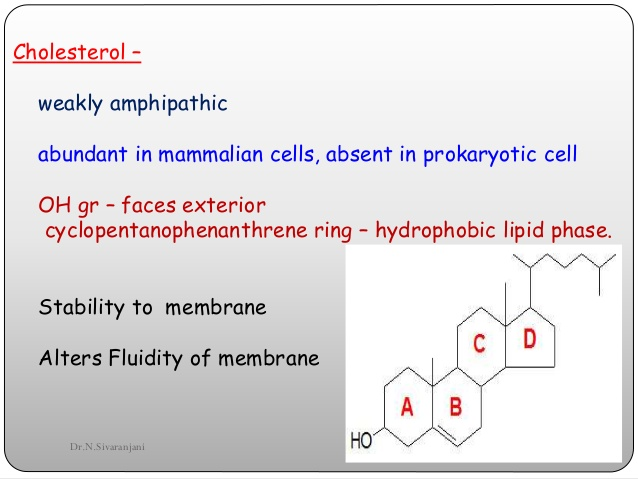 Cholesterol –
weakly amphipathic
abundant in mammalian cells, absent in prokaryotic cell
OH gr – faces exterior
cyclopentanophenanthrene ring – hydrophobic lipid phase.
Stability to membrane
Alters Fluidity of membrane
C D
A B
HO
Dr.N.Sivaranjani